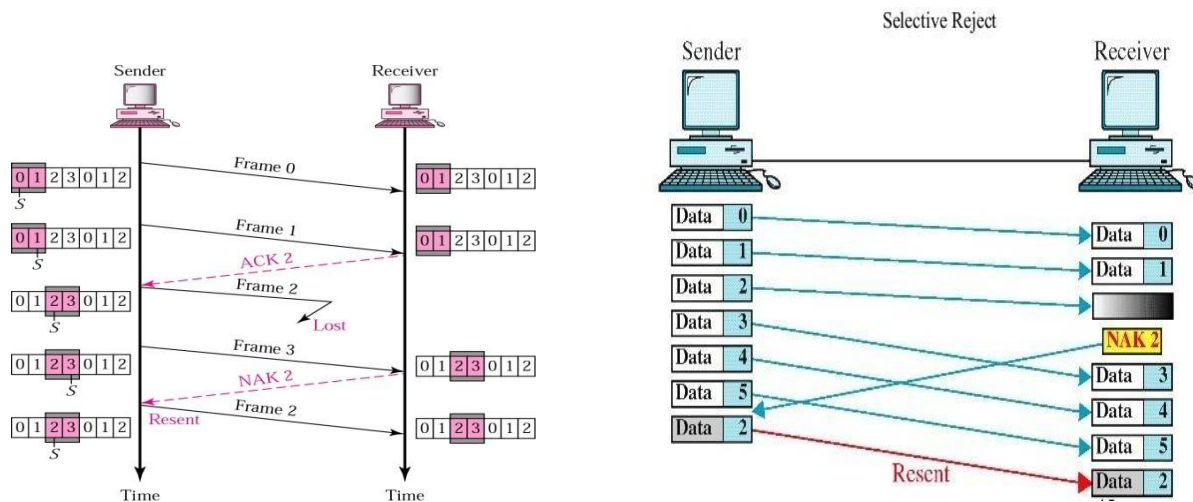 Selective Reject
Sender
Receiver
Frame 0
0 1 2 3 0 1 2
S
0 1 2 3 0 1 2
Frame 1
0 1 2 3 0 1 2
S
0 1 2 3 0 1 2
ACK 2
Frame 2
0 1 2 3 0 1 2
S
Lost
Frame 3
0 1 2 3 0 1 2
S
0 1 2 3 0 1 2
NAK 2
Resent
Frame 2
0 1 2 3 0 1 2
S
0 1 2 3 0 1 2
Time
Time
Sender
Receiver
Data 0
Data 0
Data 1
Data 1
Data 2
Data 3
NAK 2
Data 4
Data 3
Data 5
Data 4
Data 2
Data 5
Resent
Data 2